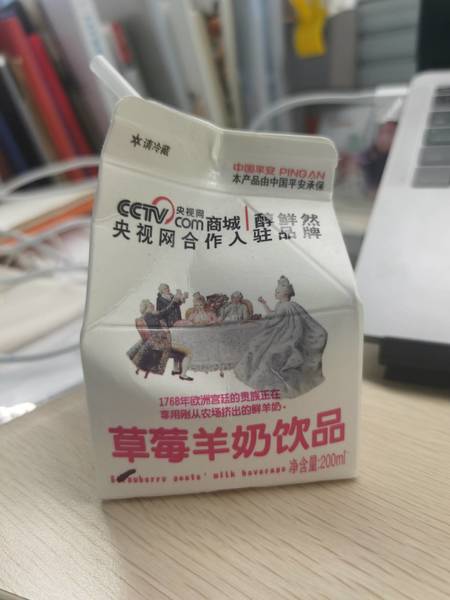 *请冷藏
中国平安 PING AN
本产品由中国平安承保
CCTV 央视网 .com 商城 | 醇鲜然
央视网合作入驻品牌
1768年欧洲宫廷的贵族正在
享用刚从农场挤出的鲜羊奶。
草莓羊奶饮品
Strawberry goats' milk beverage 净含量:200ml